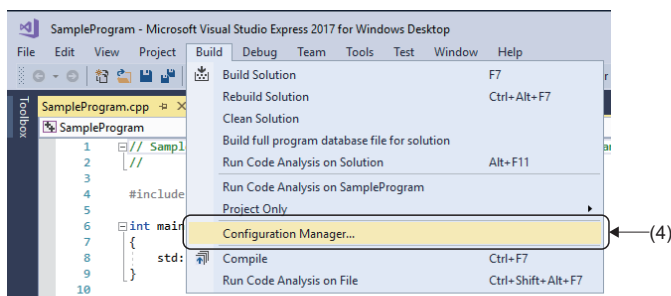 SampleProgram - Microsoft Visual Studio Express 2017 for Windows Desktop
File Edit View Project Build Debug Team Tools Test Window Help
Toolbox
SampleProgram.cpp
SampleProgram
Build Solution F7
Rebuild Solution Ctrl+Alt+F7
Clean Solution
Build full program database file for solution
Run Code Analysis on Solution Alt+F11
Run Code Analysis on SampleProgram
Project Only
Configuration Manager... (4)
Compile Ctrl+F7
Run Code Analysis on File Ctrl+Shift+Alt+F7
1 // Sampl
2 //
3
4 #include
5
6 int main
7 {
8 std:
9 }
10